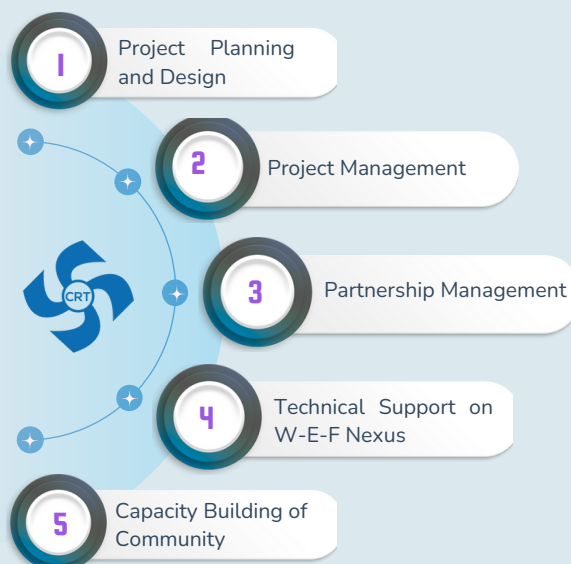 1
Project Planning
and Design
2
Project Management
CRT
3
Partnership Management
4
Technical Support on
W-E-F Nexus
5
Capacity Building of
Community